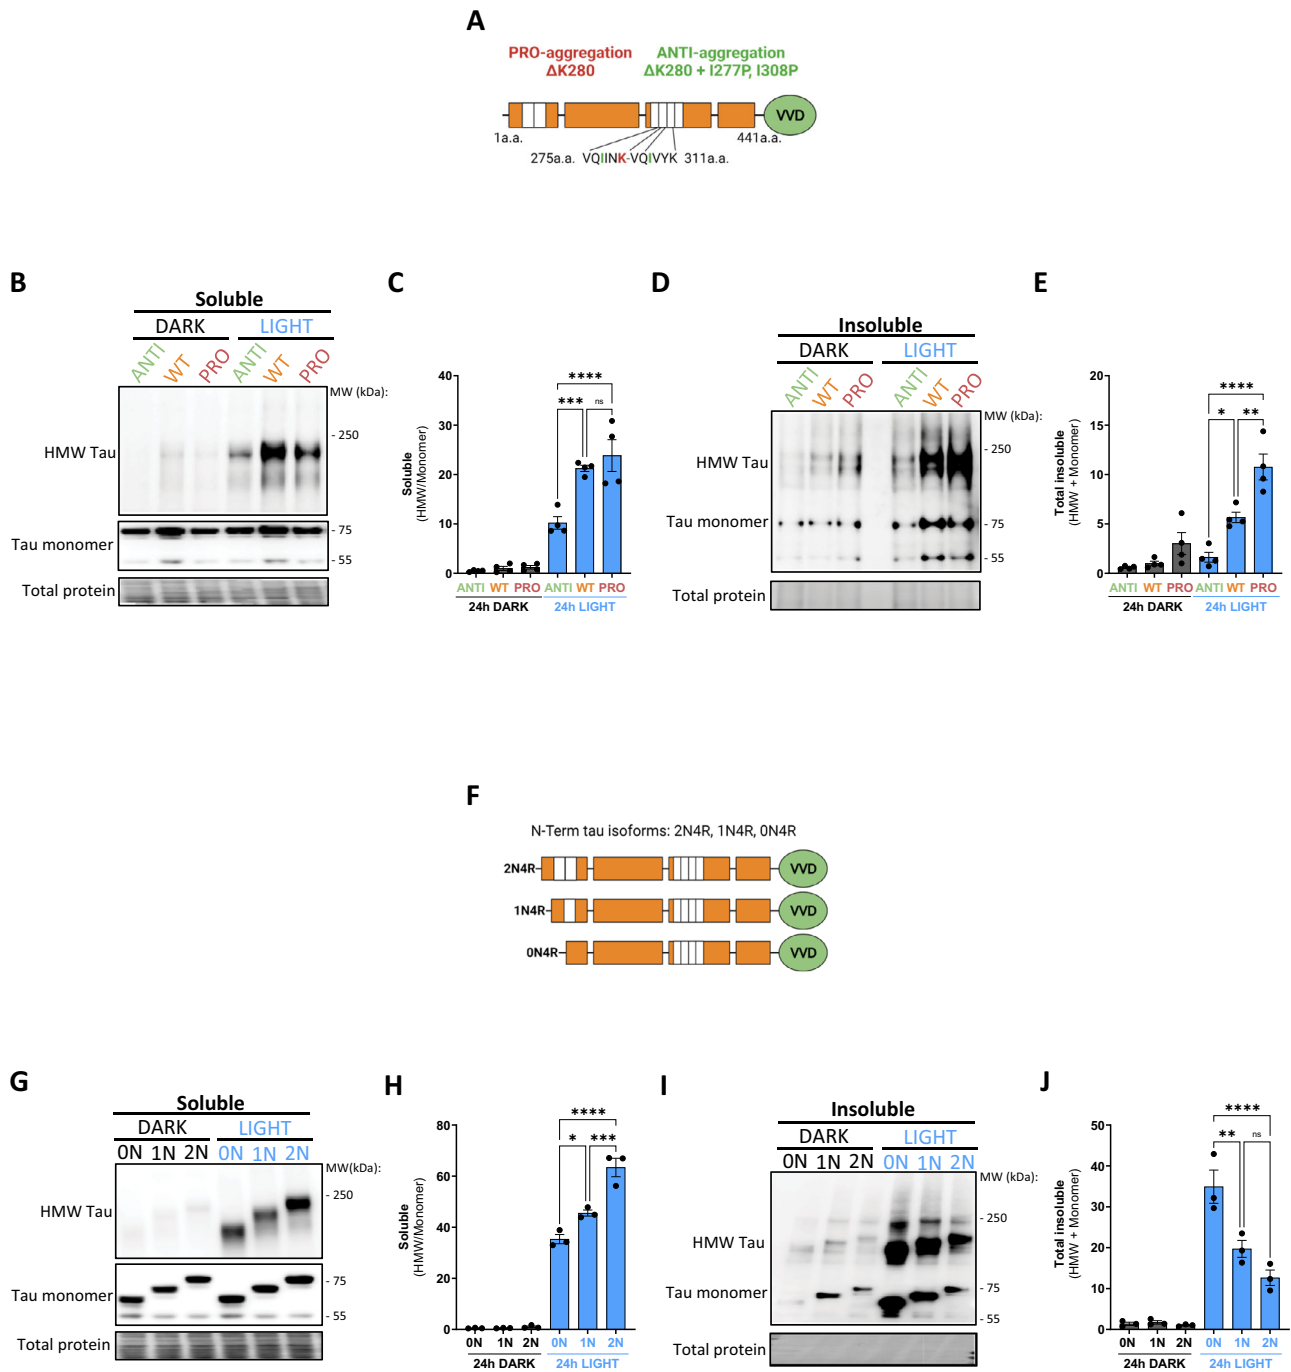 A
PRO-aggregation
ΔK280
ANTI-aggregation
ΔK280 + I277P, I308P
VVD
1a.a.
441a.a.
275a.a. VQIINK-VQIVYK 311a.a.
B
Soluble
DARK LIGHT
ANTI WT PRO ANTI WT PRO
MW (kDa):
- 250
HMW Tau
- 75
Tau monomer
- 55
Total protein
C
Soluble
(HMW/Monomer)
40
30
20
10
0
****
*** ns
ANTI WT PRO ANTI WT PRO
24h DARK 24h LIGHT
D
Insoluble
DARK LIGHT
ANTI WT PRO ANTI WT PRO
MW (kDa):
- 250
HMW Tau
Tau monomer
- 75
- 55
Total protein
E
Total insoluble
(HMW + Monomer)
20
15
10
5
0
****
* **
ANTI WT PRO ANTI WT PRO
24h DARK 24h LIGHT
F
N-Term tau isoforms: 2N4R, 1N4R, 0N4R
2N4R VVD
1N4R VVD
0N4R VVD
G
Soluble
DARK LIGHT
0N 1N 2N 0N 1N 2N
MW(kDa):
- 250
HMW Tau
- 75
Tau monomer
- 55
Total protein
H
Soluble
(HMW/Monomer)
80
60
40
20
0
****
* ***
0N 1N 2N 0N 1N 2N
24h DARK 24h LIGHT
I
Insoluble
DARK LIGHT
0N 1N 2N 0N 1N 2N
MW (kDa):
- 250
HMW Tau
- 75
Tau monomer
- 55
Total protein
J
Total insoluble
(HMW + Monomer)
50
40
30
20
10
0
****
** ns
0N 1N 2N 0N 1N 2N
24h DARK 24h LIGHT